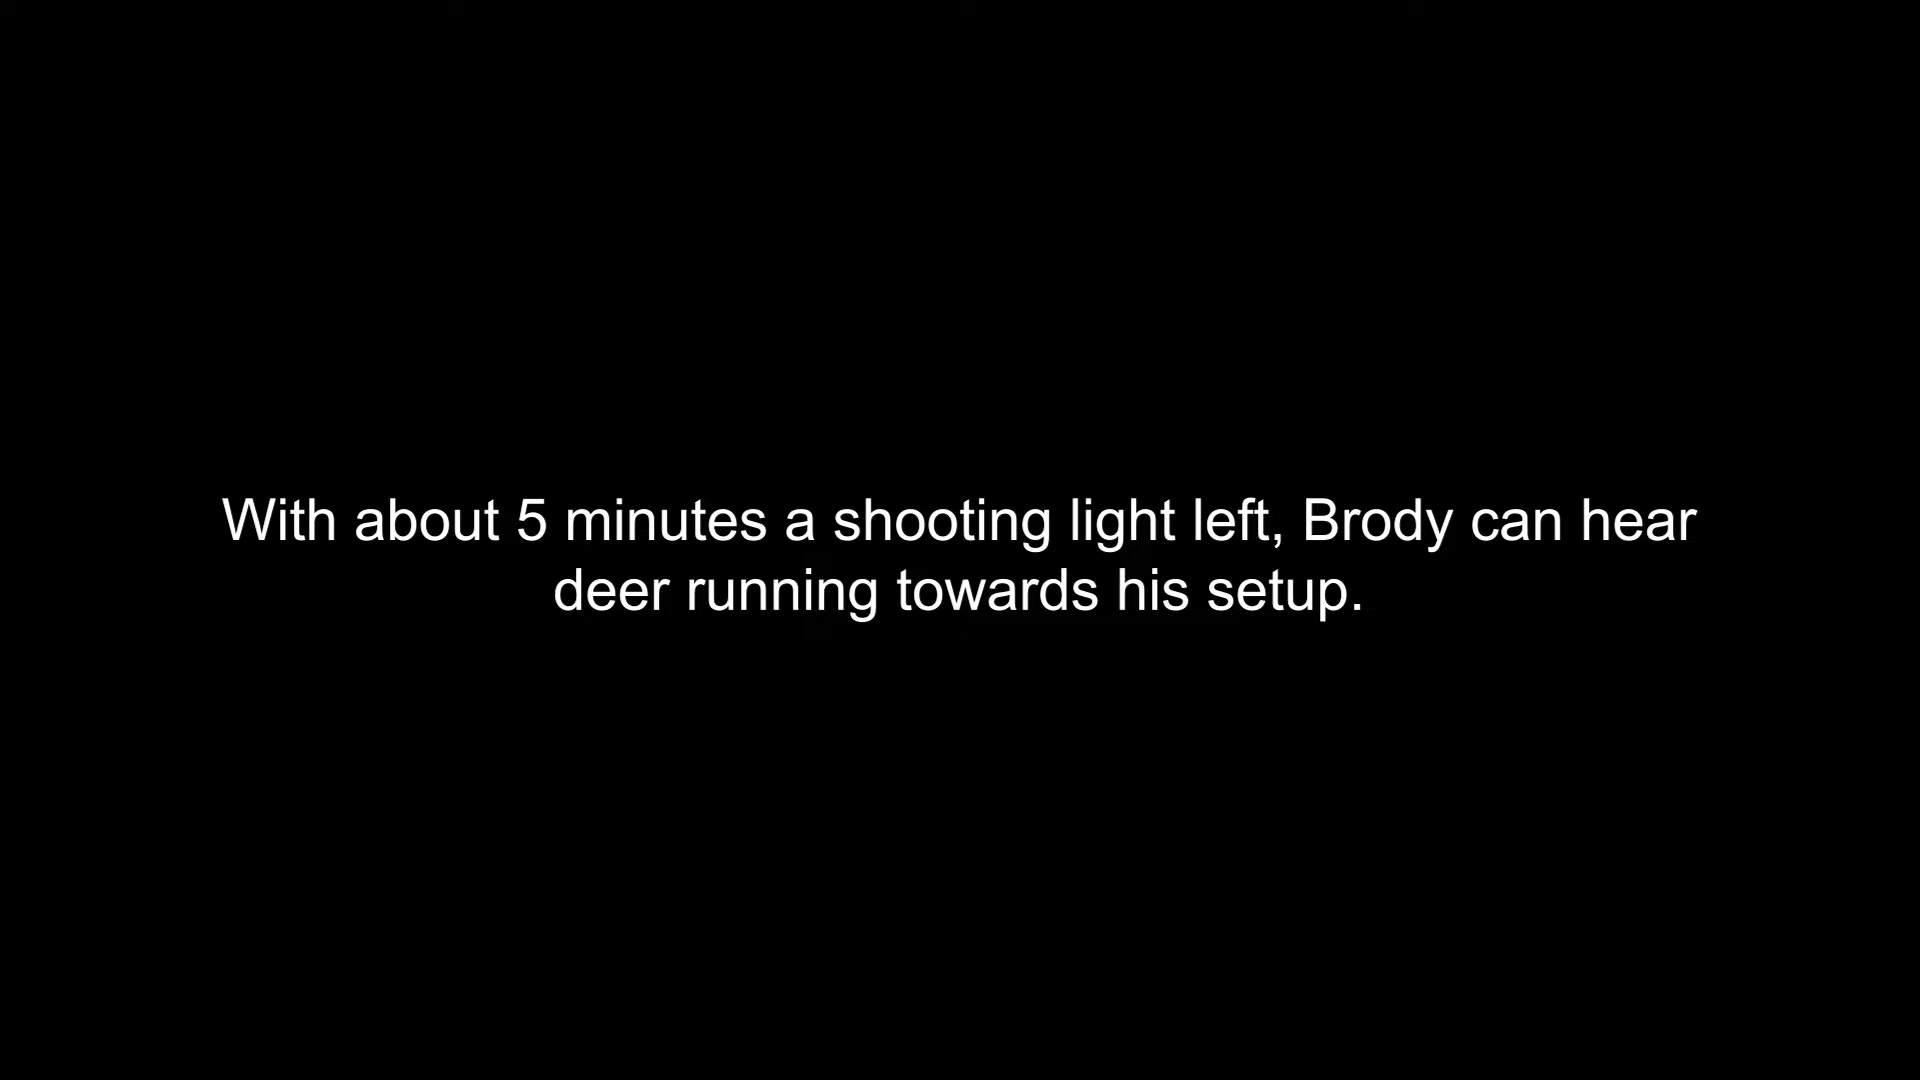 With about 5 minutes a shooting light left, Brody can hear
deer running towards his setup.